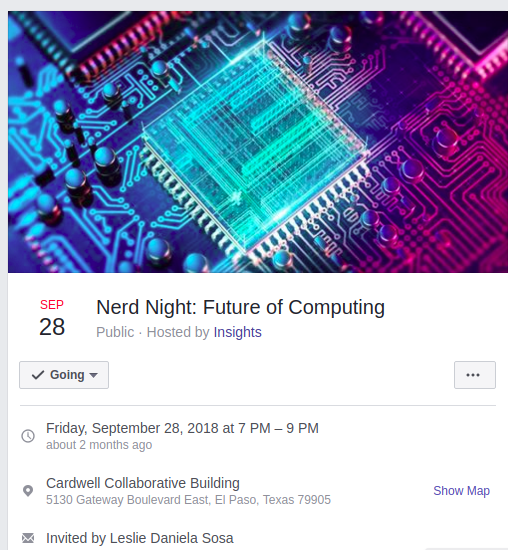 SEP
28
Nerd Night: Future of Computing
Public · Hosted by Insights
Going
Friday, September 28, 2018 at 7 PM – 9 PM
about 2 months ago
Cardwell Collaborative Building
5130 Gateway Boulevard East, El Paso, Texas 79905
Show Map
Invited by Leslie Daniela Sosa